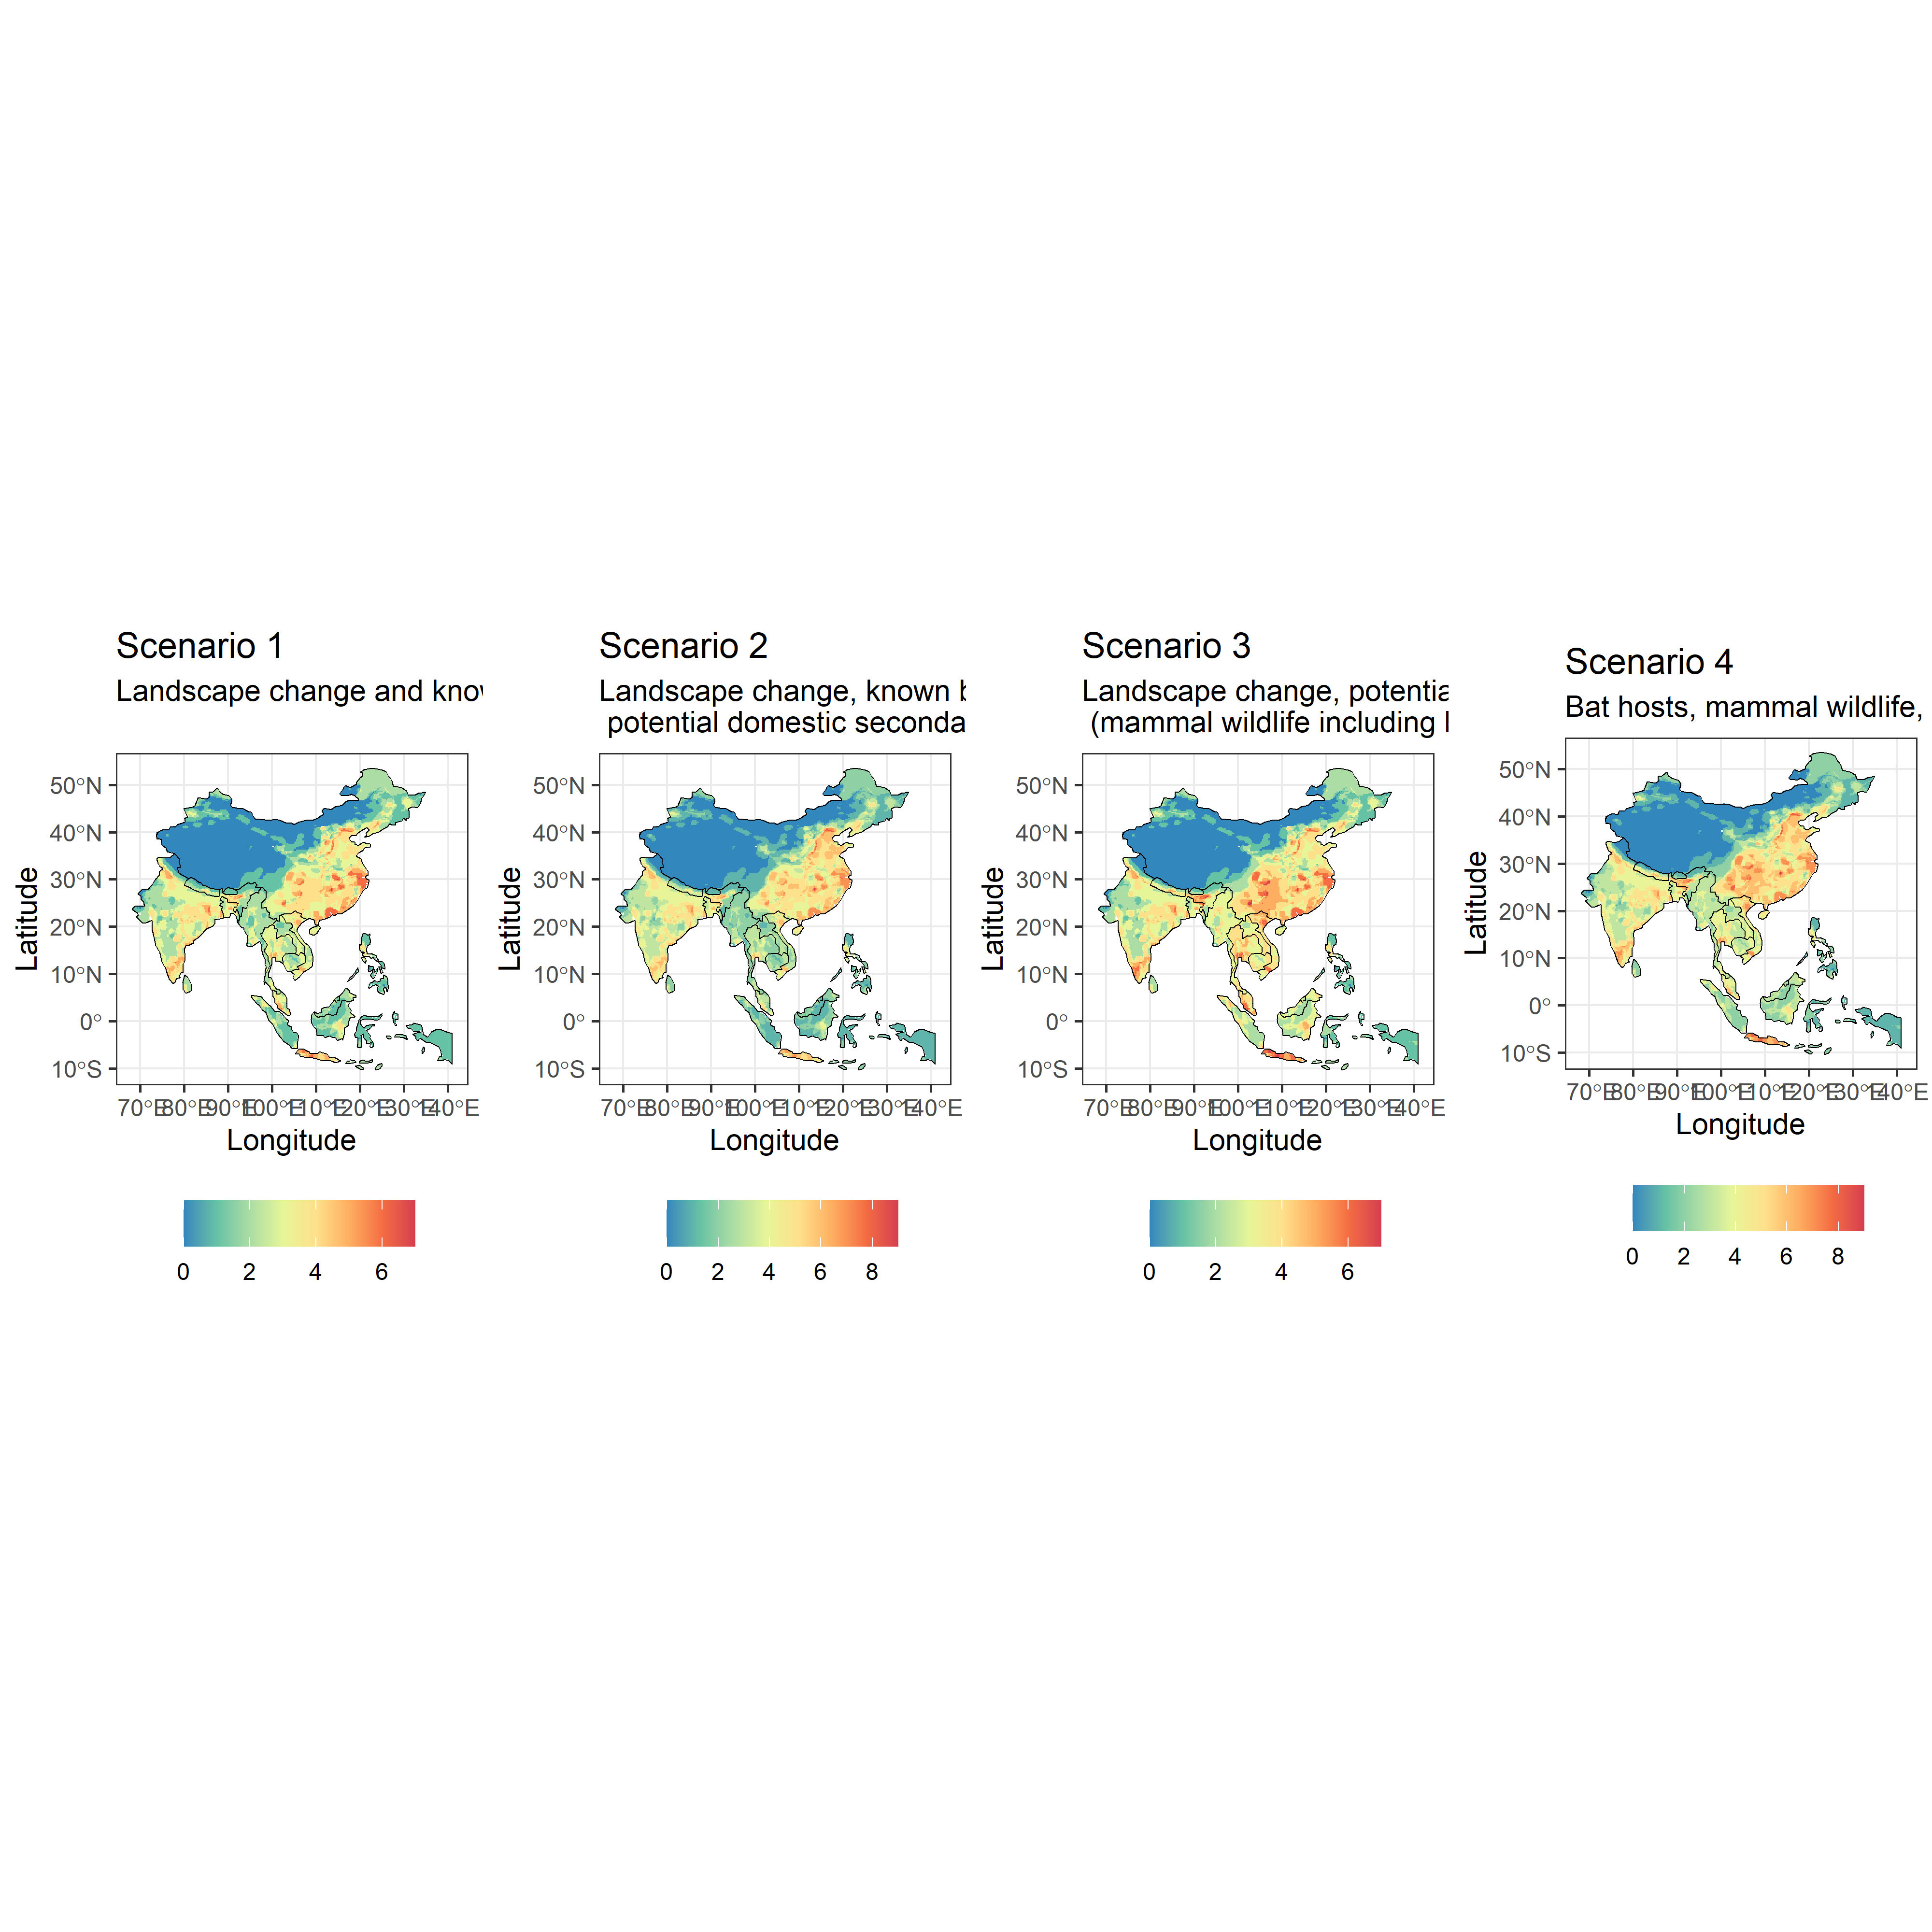 Scenario 1
Landscape change and know
Latitude
50°N
40°N
30°N
20°N
10°N
0°
10°S
70°E 80°E 90°E 100°E 110°E 120°E 130°E 140°E
Longitude
0 2 4 6
Scenario 2
Landscape change, known b
potential domestic seconda
Latitude
50°N
40°N
30°N
20°N
10°N
0°
10°S
70°E 80°E 90°E 100°E 110°E 120°E 130°E 140°E
Longitude
0 2 4 6 8
Scenario 3
Landscape change, potentia
(mammal wildlife including
Latitude
50°N
40°N
30°N
20°N
10°N
0°
10°S
70°E 80°E 90°E 100°E 110°E 120°E 130°E 140°E
Longitude
0 2 4 6
Scenario 4
Bat hosts, mammal wildlife,
Latitude
50°N
40°N
30°N
20°N
10°N
0°
10°S
70°E 80°E 90°E 100°E 110°E 120°E 130°E 140°E
Longitude
0 2 4 6 8